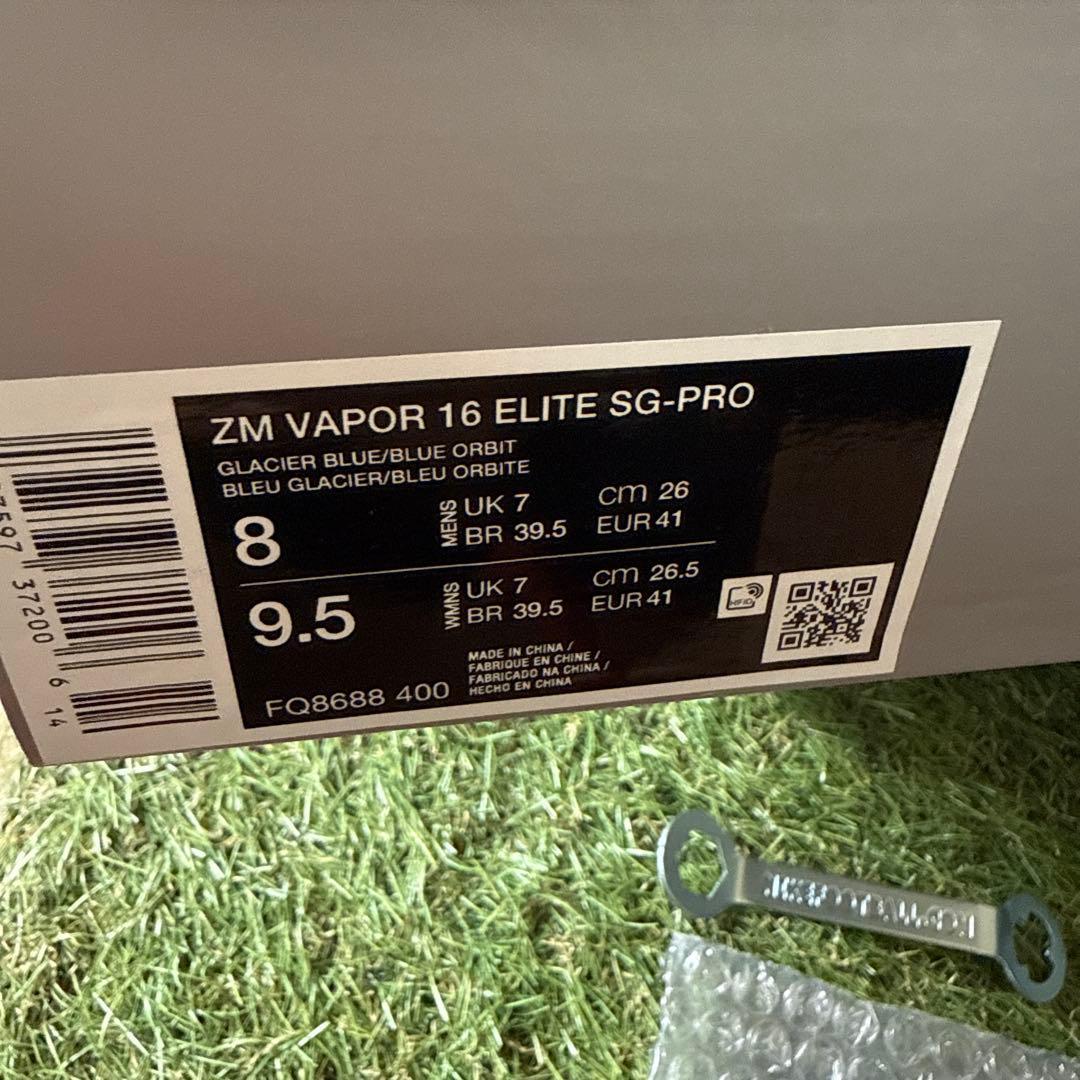 ZM VAPOR 16 ELITE SG-PRO
GLACIER BLUE/BLUE ORBIT
BLEU GLACIER/BLEU ORBITE
8
MENS
UK 7
cm 26
BR 39.5
EUR 41
9.5
WMNS
UK 7
cm 26.5
BR 39.5
EUR 41
RFID
MADE IN CHINA /
FABRIQUE EN CHINE /
FABRICADO NA CHINA /
HECHO EN CHINA
FQ8688 400
37200 6 14